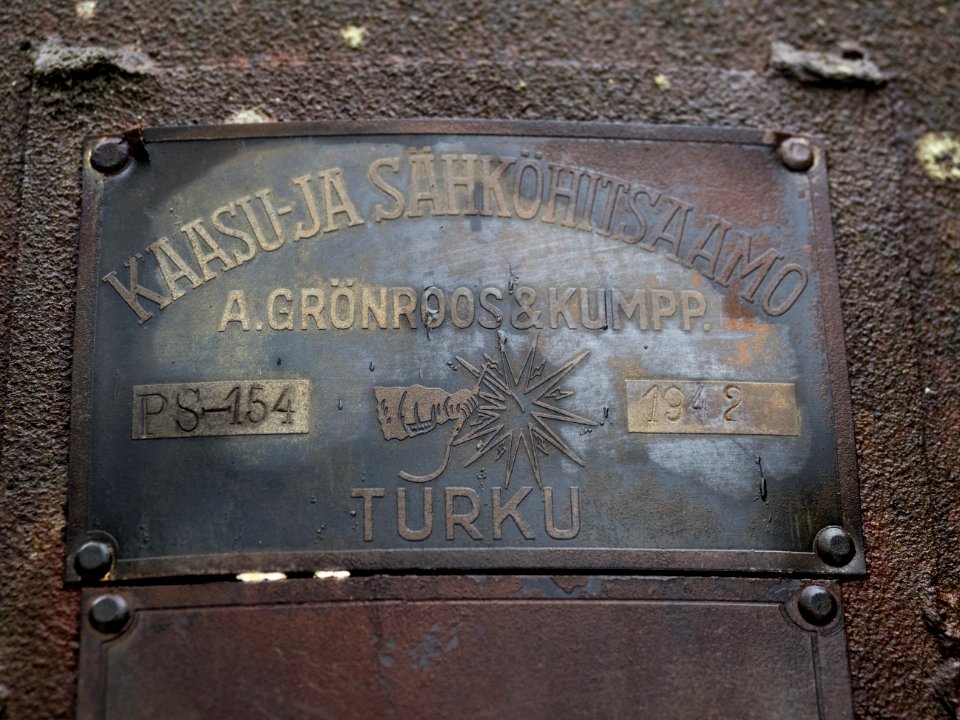 KAASU-JA SÄHKÖHITSAAMO
A.GRÖNROOS&KUMPP.
PS-154
1942
TURKU